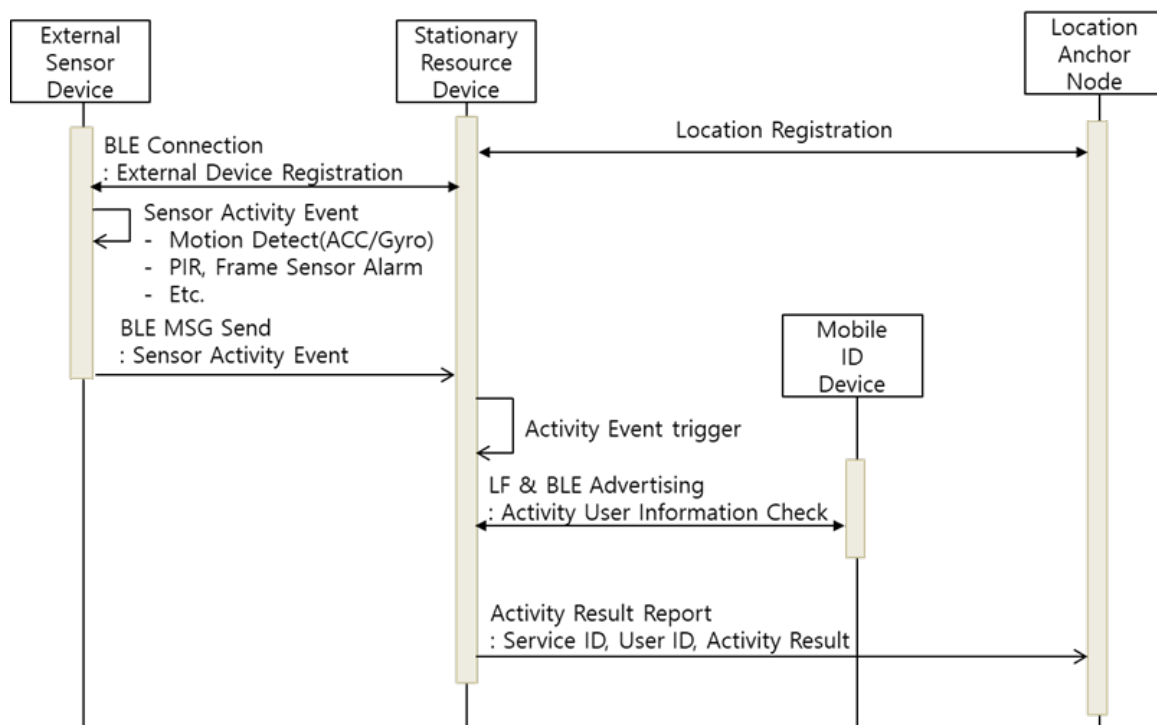 External
Sensor
Device
Stationary
Resource
Device
Location
Anchor
Node
BLE Connection
: External Device Registration
Location Registration
Sensor Activity Event
- Motion Detect(ACC/Gyro)
- PIR, Frame Sensor Alarm
- Etc.
BLE MSG Send
: Sensor Activity Event
Mobile
ID
Device
Activity Event trigger
LF & BLE Advertising
: Activity User Information Check
Activity Result Report
: Service ID, User ID, Activity Result